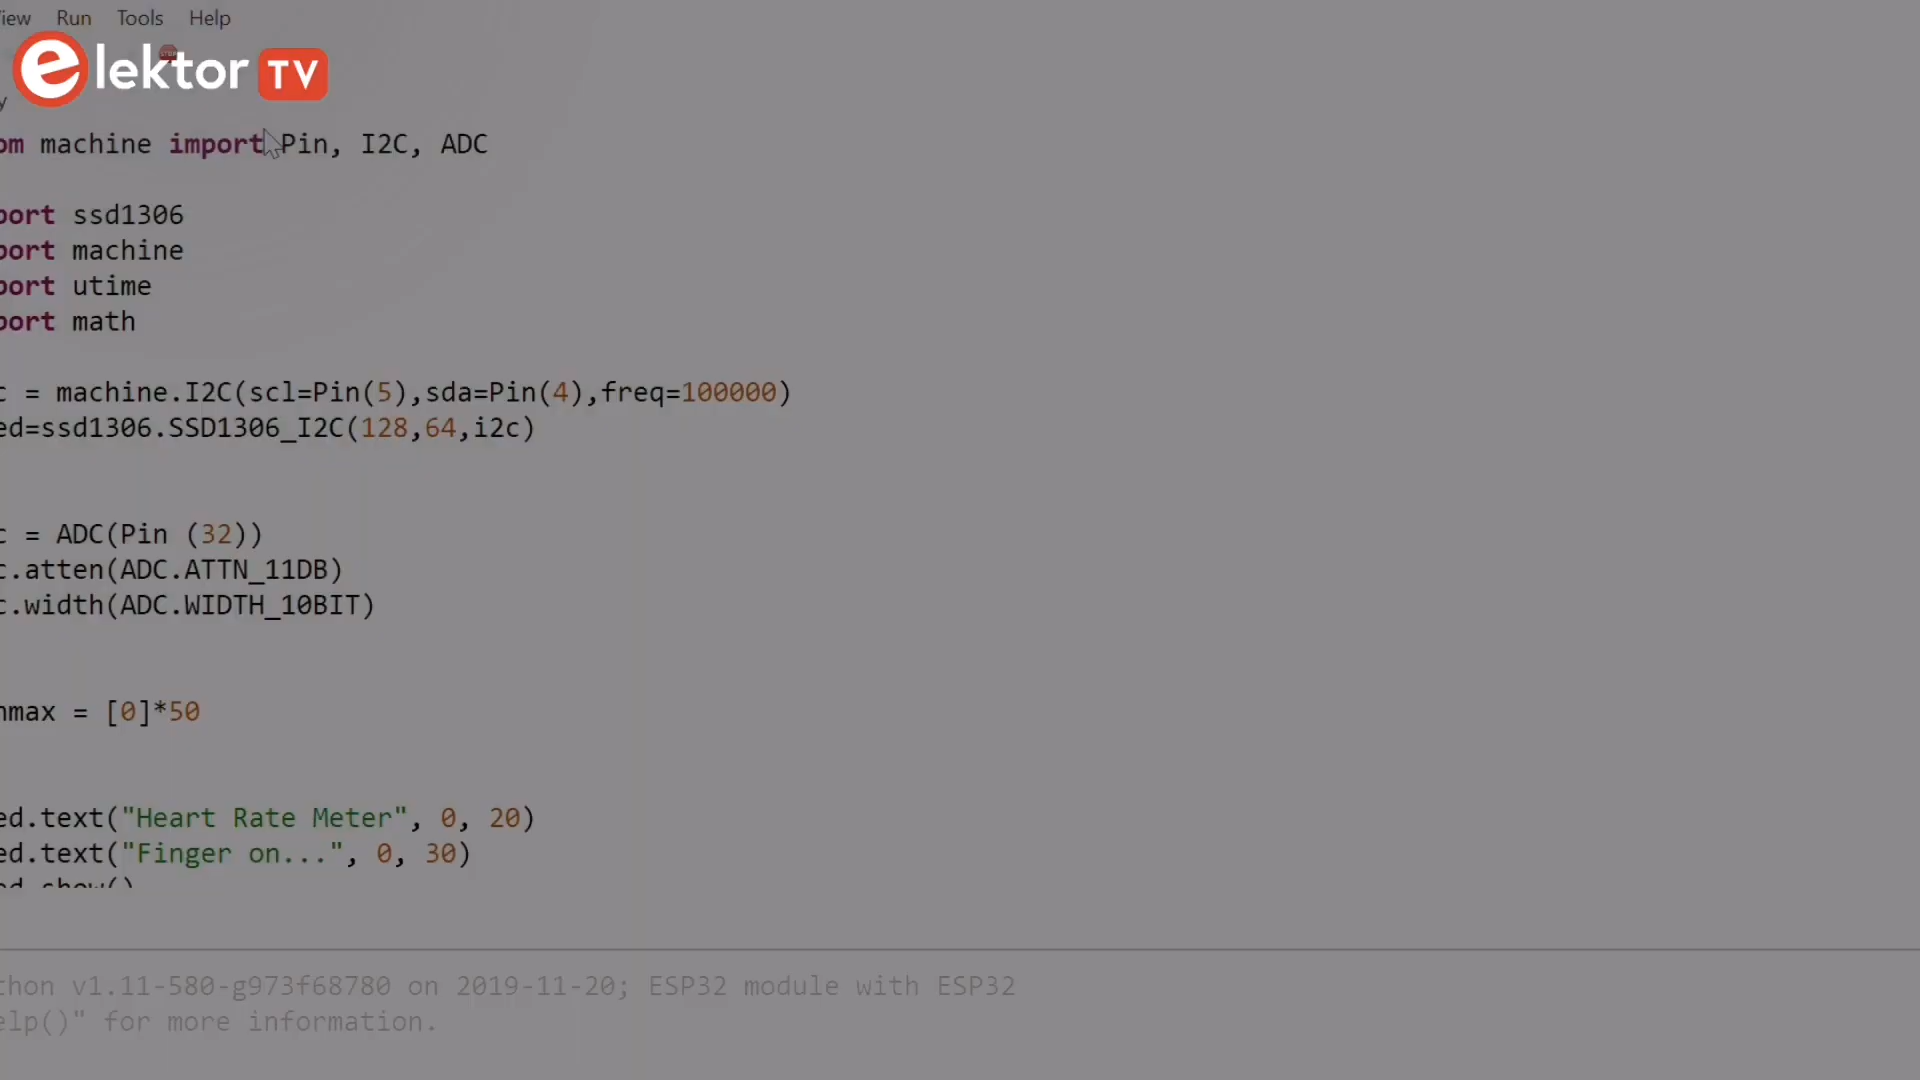 View Run Tools Help
elektor TV
om machine import Pin, I2C, ADC
port ssd1306
port machine
port utime
port math
c = machine.I2C(scl=Pin(5),sda=Pin(4),freq=100000)
ed=ssd1306.SSD1306_I2C(128,64,i2c)
c = ADC(Pin (32))
c.atten(ADC.ATTN_11DB)
c.width(ADC.WIDTH_10BIT)
nmax = [0]*50
ed.text("Heart Rate Meter", 0, 20)
ed.text("Finger on...", 0, 30)
ed.show()
thon v1.11-580-g973f68780 on 2019-11-20; ESP32 module with ESP32
elp()" for more information.